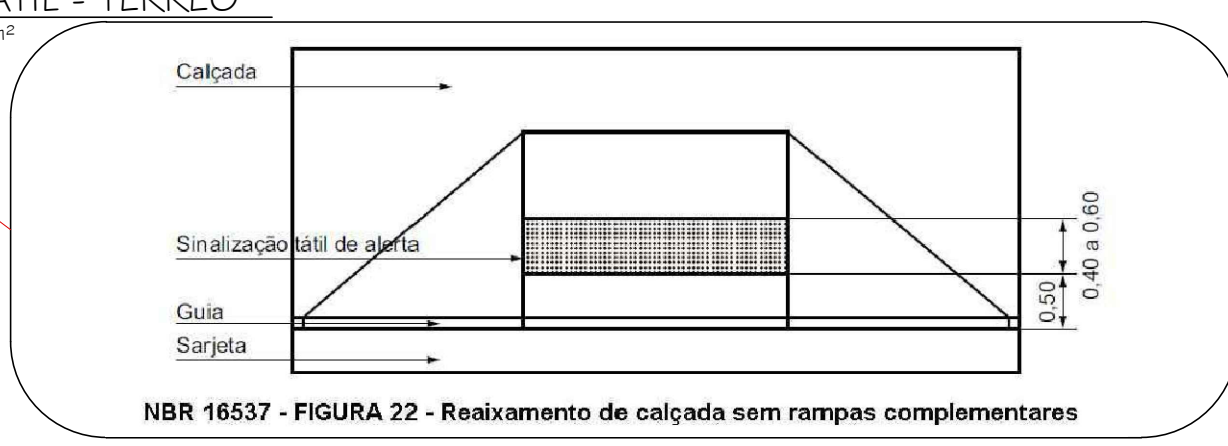 TÉRREO
Calçada
Sinalização tátil de alerta
Guia
Sarjeta
0,50
0,40 a 0,60
NBR 16537 - FIGURA 22 - Reaixamento de calçada sem rampas complementares